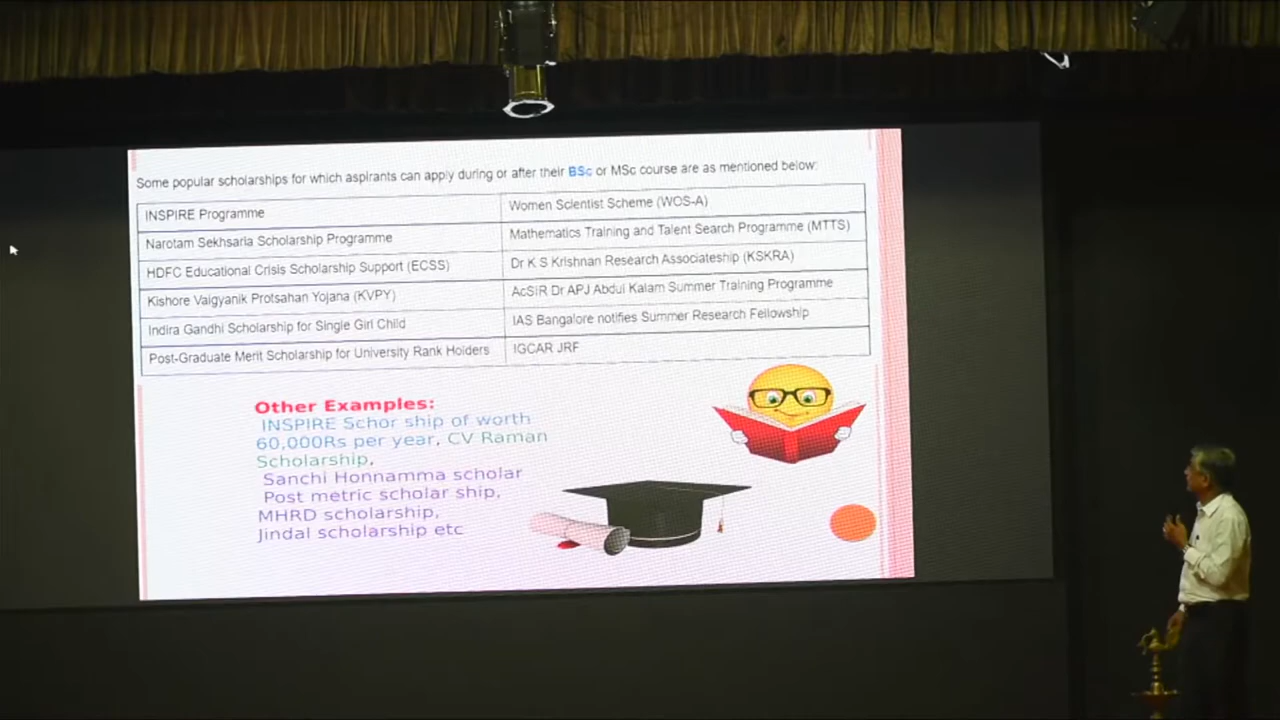 Some popular scholarships for which aspirants can apply during or after their BSc or MSc course are as mentioned below:
INSPIRE Programme
Women Scientist Scheme (WOS-A)
Narotam Sekhsaria Scholarship Programme
Mathematics Training and Talent Search Programme (MTTS)
HDFC Educational Crisis Scholarship Support (ECSS)
Dr K S Krishnan Research Associateship (KSKRA)
Kishore Vaigyanik Protsahan Yojana (KVPY)
AcSIR Dr APJ Abdul Kalam Summer Training Programme
Indira Gandhi Scholarship for Single Girl Child
IAS Bangalore notifies Summer Research Fellowship
Post-Graduate Merit Scholarship for University Rank Holders
IGCAR JRF
Other Examples:
INSPIRE Schor ship of worth
60,000Rs per year, CV Raman
Scholarship,
Sanchi Honnamma scholar
Post metric scholar ship,
MHRD scholarship,
Jindal scholarship etc